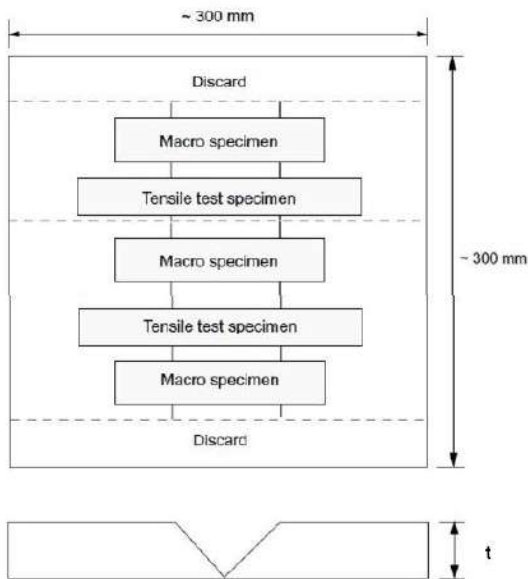 ~ 300 mm
Discard
Macro specimen
Tensile test specimen
Macro specimen
~ 300 mm
Tensile test specimen
Macro specimen
Discard
t